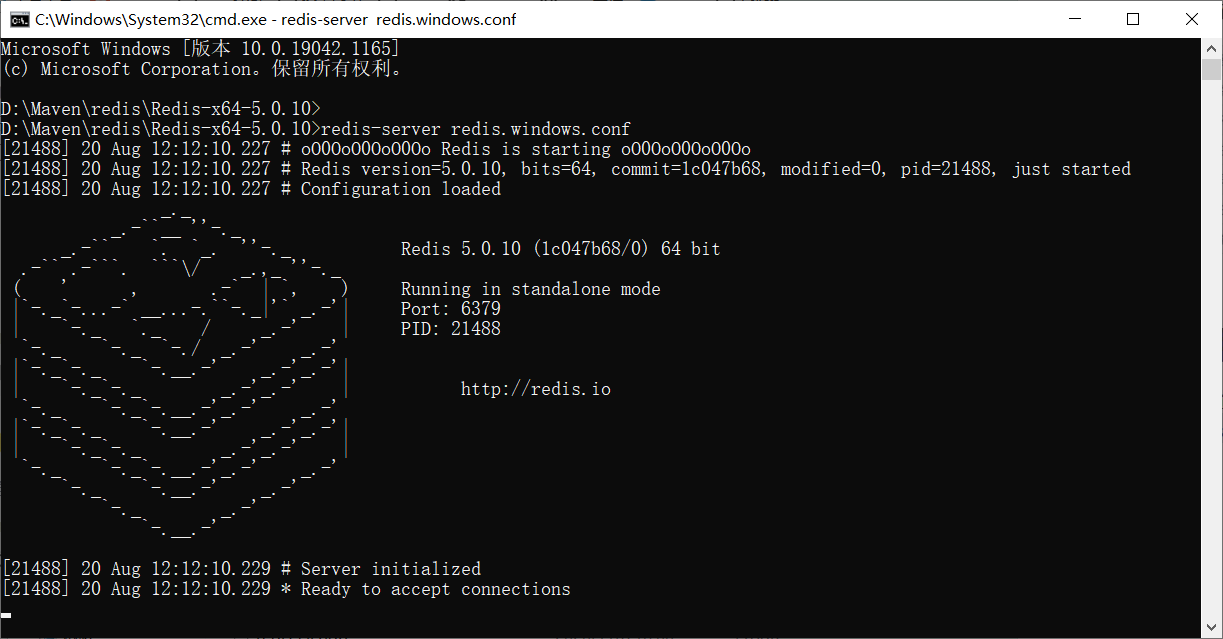 C:\Windows\System32\cmd.exe - redis-server  redis.windows.conf
Microsoft Windows [版本 10.0.19042.1165]
(c) Microsoft Corporation。保留所有权利。
D:\Maven\redis\Redis-x64-5.0.10>
D:\Maven\redis\Redis-x64-5.0.10>redis-server redis.windows.conf
[21488] 20 Aug 12:12:10.227 # oO0OoO0OoO0Oo Redis is starting oO0OoO0OoO0Oo
[21488] 20 Aug 12:12:10.227 # Redis version=5.0.10, bits=64, commit=1c047b68, modified=0, pid=21488, just started
[21488] 20 Aug 12:12:10.227 # Configuration loaded
Redis 5.0.10 (1c047b68/0) 64 bit
Running in standalone mode
Port: 6379
PID: 21488
http://redis.io
[21488] 20 Aug 12:12:10.229 # Server initialized
[21488] 20 Aug 12:12:10.229 * Ready to accept connections